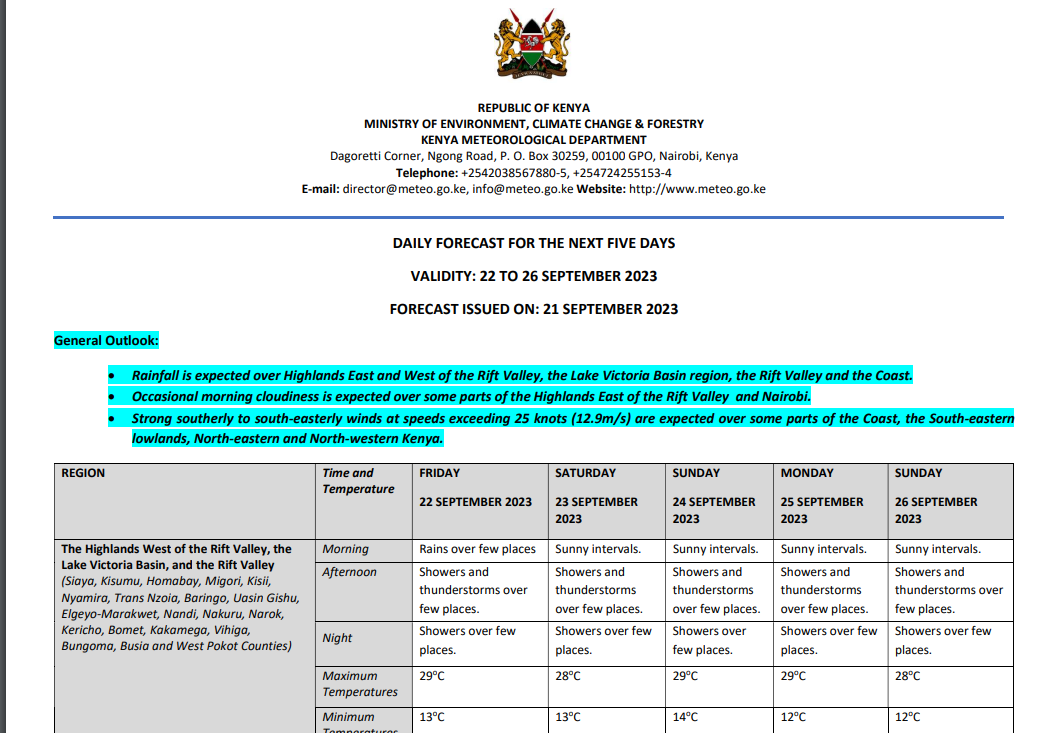 REPUBLIC OF KENYA
MINISTRY OF ENVIRONMENT, CLIMATE CHANGE & FORESTRY
KENYA METEOROLOGICAL DEPARTMENT
Dagoretti Corner, Ngong Road, P. O. Box 30259, 00100 GPO, Nairobi, Kenya
Telephone: +2542038567880-5, +254724255153-4
E-mail: director@meteo.go.ke, info@meteo.go.ke Website: http://www.meteo.go.ke
DAILY FORECAST FOR THE NEXT FIVE DAYS
VALIDITY: 22 TO 26 SEPTEMBER 2023
FORECAST ISSUED ON: 21 SEPTEMBER 2023
General Outlook:
• Rainfall is expected over Highlands East and West of the Rift Valley, the Lake Victoria Basin region, the Rift Valley and the Coast.
• Occasional morning cloudiness is expected over some parts of the Highlands East of the Rift Valley and Nairobi.
• Strong southerly to south-easterly winds at speeds exceeding 25 knots (12.9m/s) are expected over some parts of the Coast, the South-eastern
lowlands, North-eastern and North-western Kenya.
REGION
Time and
Temperature
FRIDAY
22 SEPTEMBER 2023
SATURDAY
23 SEPTEMBER
2023
SUNDAY
24 SEPTEMBER
2023
MONDAY
25 SEPTEMBER
2023
SUNDAY
26 SEPTEMBER
2023
The Highlands West of the Rift Valley, the
Lake Victoria Basin, and the Rift Valley
(Siaya, Kisumu, Homabay, Migori, Kisii,
Nyamira, Trans Nzoia, Baringo, Uasin Gishu,
Elgeyo-Marakwet, Nandi, Nakuru, Narok,
Kericho, Bomet, Kakamega, Vihiga,
Bungoma, Busia and West Pokot Counties)
Morning
Rains over few places
Sunny intervals.
Sunny intervals.
Sunny intervals.
Sunny intervals.
Afternoon
Showers and
thunderstorms over
few places.
Showers and
thunderstorms
over few places.
Showers and
thunderstorms
over few places.
Showers and
thunderstorms
over few places.
Showers and
thunderstorms over
few places.
Night
Showers over few
places.
Showers over few
places.
Showers over
few places.
Showers over few
places.
Showers over few
places.
Maximum
Temperatures
29°C
28°C
29°C
29°C
28°C
Minimum
Temperatures
13°C
13°C
14°C
12°C
12°C